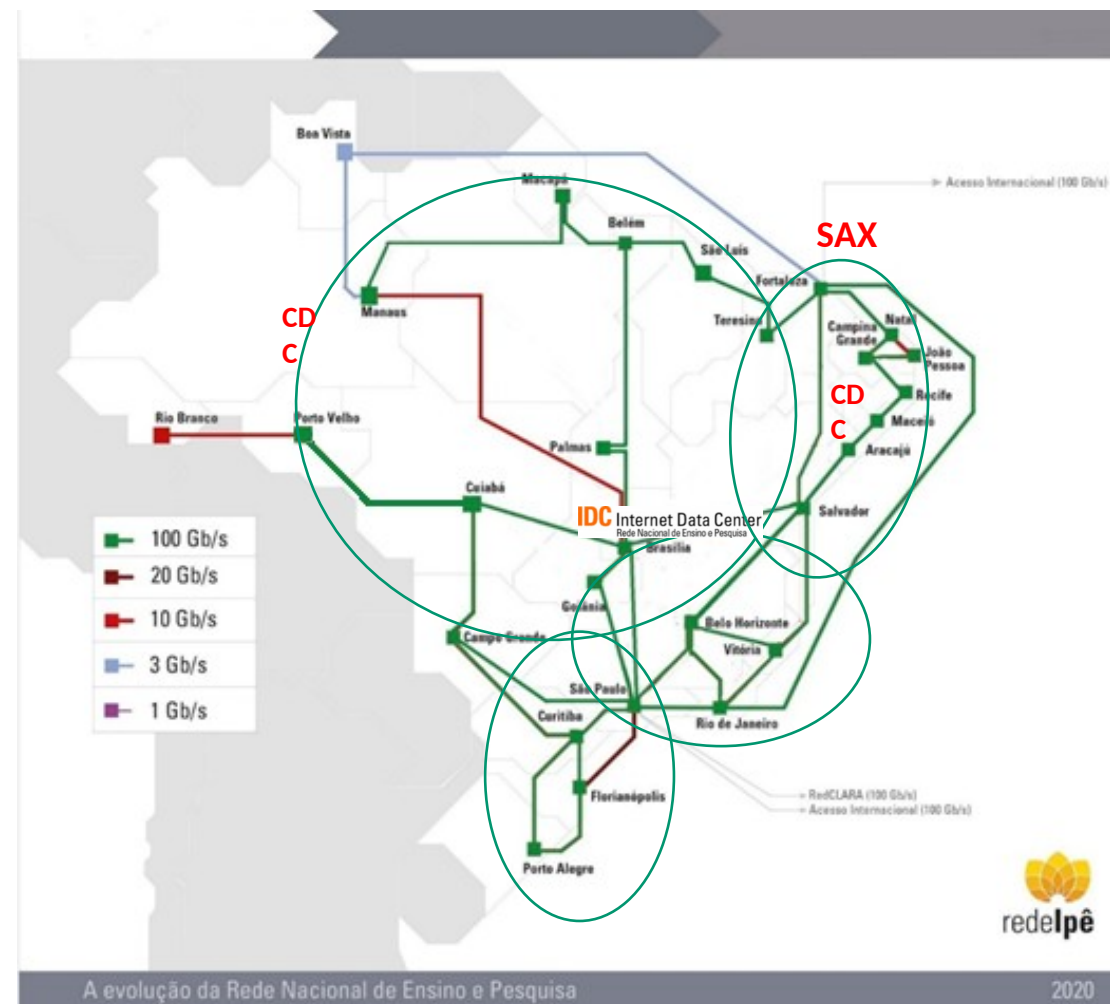 Boa Vista
Macapá
Acesso Internacional (100 Gb/s)
Belém
SAX
São Luís
Fortaleza
Manaus
CD
C
Teresina
Natal
Campina
Grande
João
Pessoa
CD
C
Recife
Rio Branco
Porto Velho
Maceió
Palmas
Aracajú
Cuiabá
IDC Internet Data Center
Rede Nacional de Ensino e Pesquisa
Salvador
Brasília
100 Gb/s
20 Gb/s
10 Gb/s
3 Gb/s
1 Gb/s
Goiânia
Belo Horizonte
Campo Grande
Vitória
São Paulo
Curitiba
Rio de Janeiro
Florianópolis
RedCLARA (100 Gb/s)
Acesso Internacional (100 Gb/s)
Porto Alegre
redeIpê
A evolução da Rede Nacional de Ensino e Pesquisa
2020